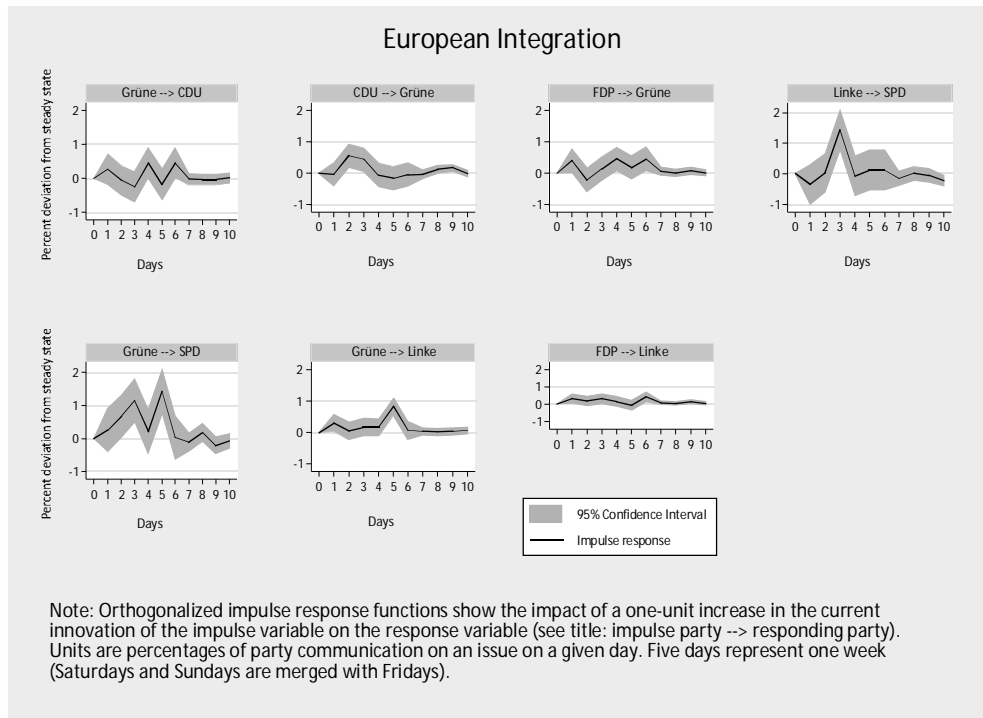 European Integration
Percent deviation from steady state
Grüne --> CDU
2
1
0
-1
0 1 2 3 4 5 6 7 8 9 10
Days
CDU --> Grüne
2
1
0
-1
0 1 2 3 4 5 6 7 8 9 10
Days
FDP --> Grüne
2
1
0
-1
0 1 2 3 4 5 6 7 8 9 10
Days
Linke --> SPD
2
1
0
-1
0 1 2 3 4 5 6 7 8 9 10
Days
Percent deviation from steady state
Grüne --> SPD
2
1
0
-1
0 1 2 3 4 5 6 7 8 9 10
Days
Grüne --> Linke
2
1
0
-1
0 1 2 3 4 5 6 7 8 9 10
Days
FDP --> Linke
2
1
0
-1
0 1 2 3 4 5 6 7 8 9 10
95% Confidence Interval
Impulse response
Note: Orthogonalized impulse response functions show the impact of a one-unit increase in the current
innovation of the impulse variable on the response variable (see title: impulse party --> responding party).
Units are percentages of party communication on an issue on a given day. Five days represent one week
(Saturdays and Sundays are merged with Fridays).